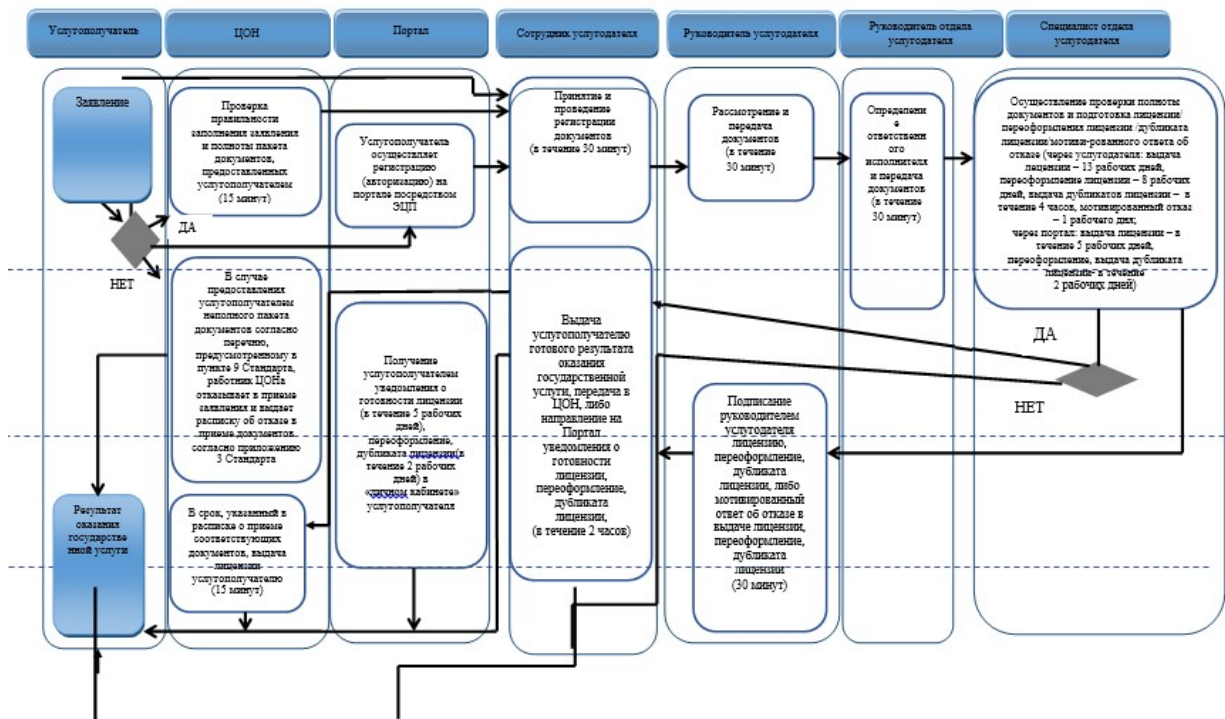 Услугополучатель
ЦОН
Портал
Сотрудник услугодателя
Руководитель услугодателя
Руководитель отдела
услугодателя
Специалист отдела
услугодателя
Заявление
Проверка
правильности
заполнения заявления
и полноты пакета
документов,
предоставленных
услугополучателем
(15 минут)
Услугополучатель
осуществляет
регистрацию
(авторизацию) на
портале посредством
ЭЦП
Принятие и
проведение
регистрации
документов
(в течение 30 минут)
Рассмотрение и
передача
документов
(в течение
30 минут)
Определени
е
ответственн
ого
исполнителя
и передача
документов
(в течение
30 минут)
Осуществление проверки полноты
документов и подготовка лицензии/
переоформления лицензии /дубликата
лицензии/мотиви-рованного ответа об
отказе (через услугодателя: выдача
лецензии – 13 рабочих дней,
переоформление лицензии – 8 рабочих
дней, выдача дубликатов лицензии – в
течение 4 часов, мотивированный отказ
– 1 рабочего дня;
через портал: выдача лицензии – в
течение 5 рабочих дней,
переоформление, выдача дубликата
лицензии- в течение
2 рабочих дней)
ДА
НЕТ
В случае
предоставления
услугополучателем
неполного пакета
документов согласно
перечню,
предусмотренному в
пункте 9 Стандарта,
работник ЦОНа
отказывает в приеме
заявления и выдает
расписку об отказе в
приеме документов
согласно приложению
3 Стандарта
Получение
услугополучателем
уведомления о
готовности лицензии
(в течение 5 рабочих
дней),
переоформление,
дубликата лицензии(в
течение 2 рабочих
дней) в
«личном кабинете»
услугополучателя
Выдача
услугополучателю
готового результата
оказания
государственной
услуги, передача в
ЦОН, либо
направление на
Портал
уведомления о
готовности
лицензии,
переоформление,
дубликата
лицензии,
(в течение 2 часов)
Подписание
руководителем
услугодателя
лицензию,
переоформление,
дубликата
лицензии, либо
мотивированный
ответ об отказе в
выдаче лицензии,
переоформление,
дубликата
лицензии
(30 минут)
ДА
НЕТ
Результат
оказания
государстве
нной услуги
В срок, указанный в
расписке о приеме
соответствующих
документов, выдача
лицензии
услугополучателю
(15 минут)